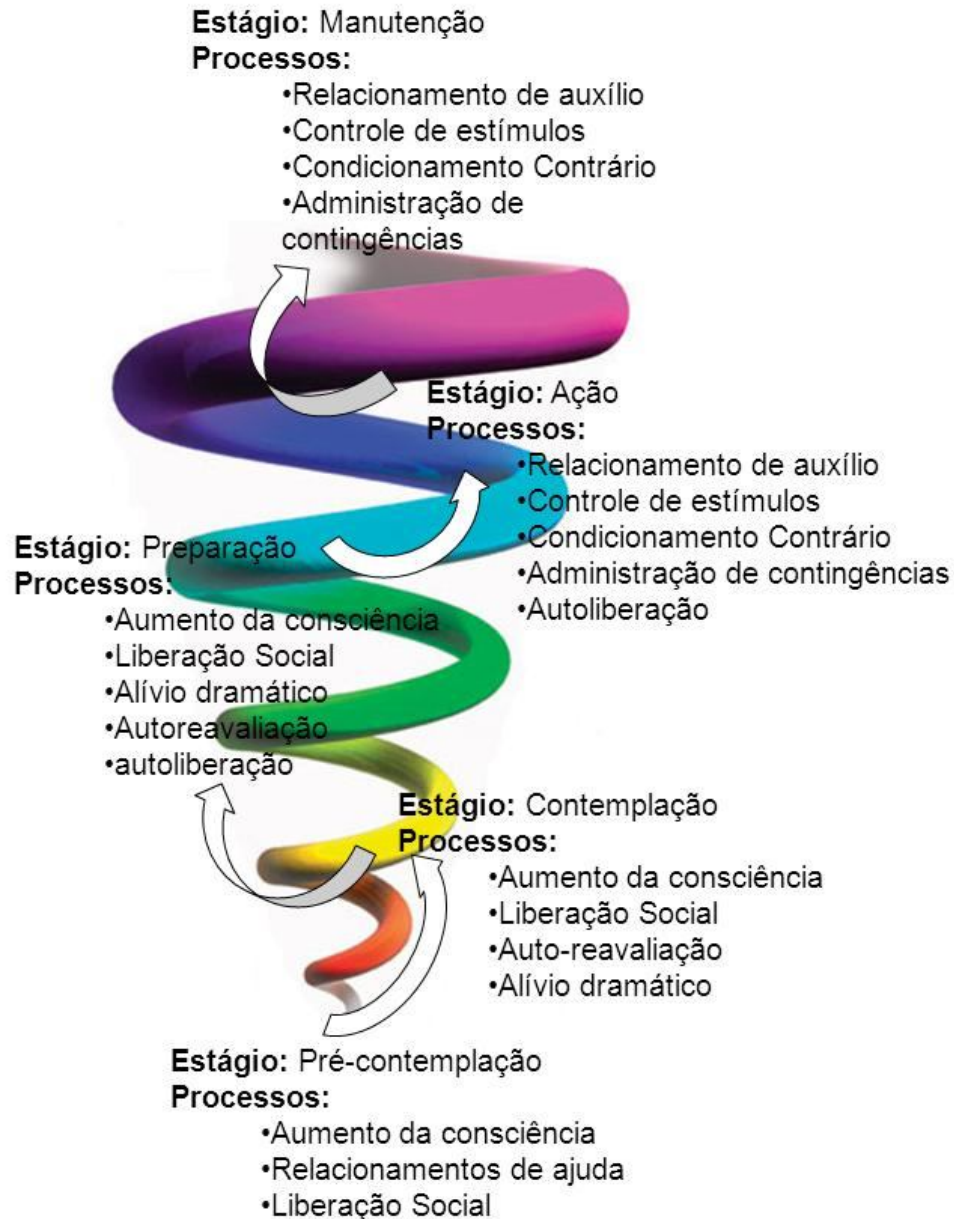 Estágio: Manutenção
Processos:
•Relacionamento de auxílio
•Controle de estímulos
•Condicionamento Contrário
•Administração de
contingências
Estágio: Ação
Processos:
•Relacionamento de auxílio
•Controle de estímulos
•Condicionamento Contrário
•Administração de contingências
•Autoliberação
Estágio: Preparação
Processos:
•Aumento da consciência
•Liberação Social
•Alívio dramático
•Autoreavaliação
•autoliberação
Estágio: Contemplação
Processos:
•Aumento da consciência
•Liberação Social
•Auto-reavaliação
•Alívio dramático
Estágio: Pré-contemplação
Processos:
•Aumento da consciência
•Relacionamentos de ajuda
•Liberação Social